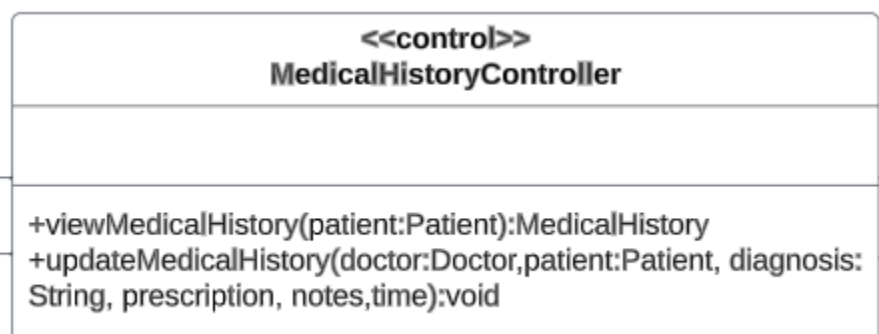 <<control>>
MedicalHistoryController
+viewMedicalHistory(patient:Patient):MedicalHistory
+updateMedicalHistory(doctor:Doctor,patient:Patient, diagnosis:
String, prescription, notes,time):void